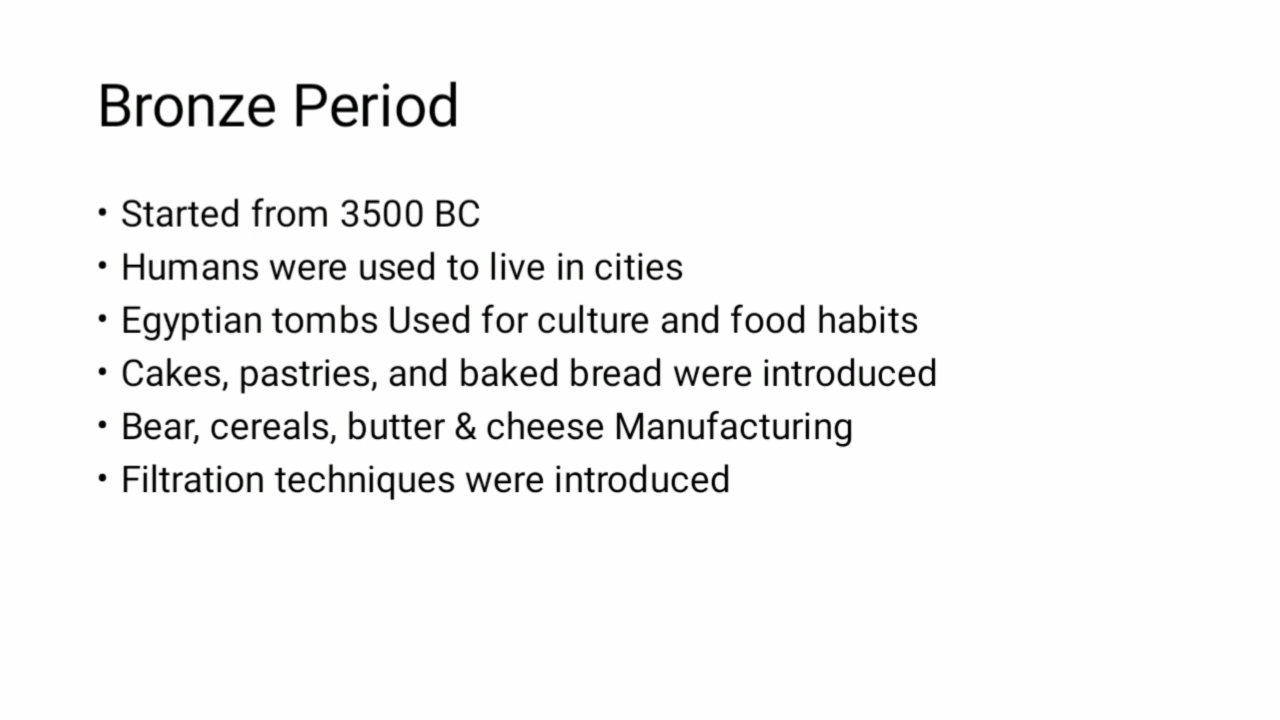 Bronze Period
• Started from 3500 BC
• Humans were used to live in cities
• Egyptian tombs Used for culture and food habits
• Cakes, pastries, and baked bread were introduced
• Bear, cereals, butter & cheese Manufacturing
• Filtration techniques were introduced